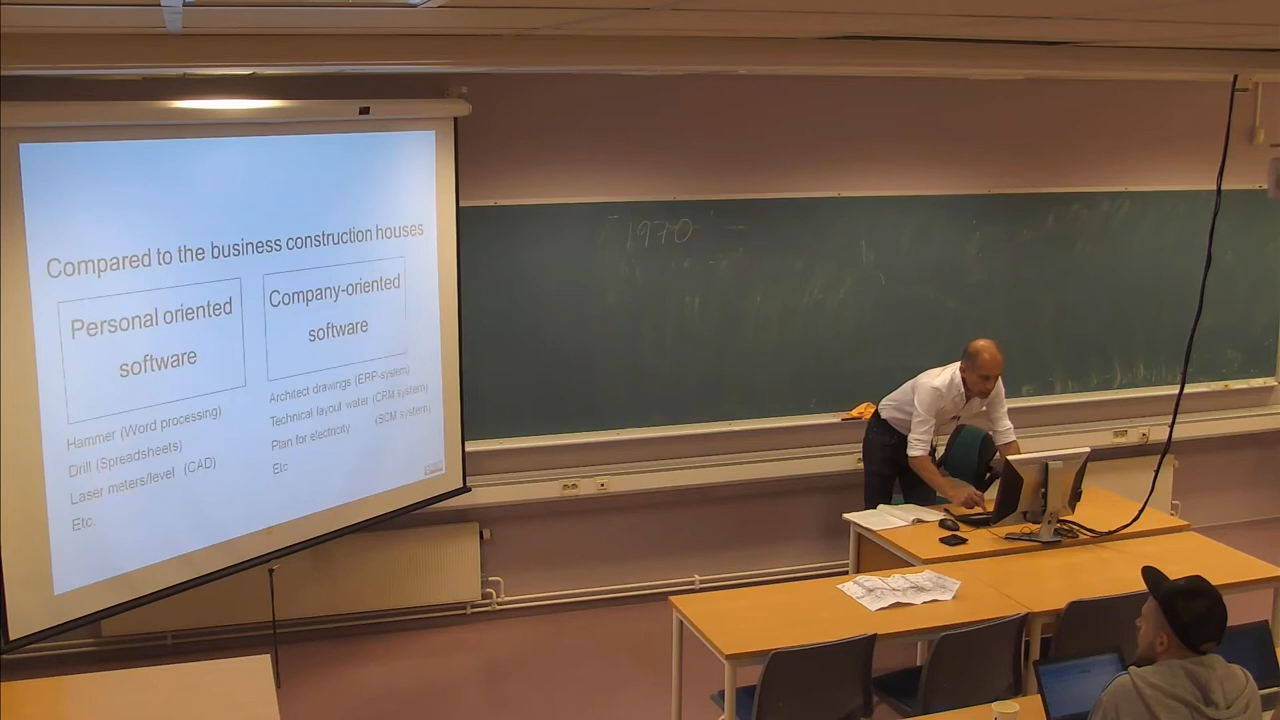 Compared to the business construction houses
Personal oriented
software
Hammer (Word processing)
Drill (Spreadsheets)
Laser meters/level (CAD)
Etc.
Company-oriented
software
Architect drawings (ERP-system)
Technical layout water (CRM system)
Plan for electricity (SCM system)
Etc
1970